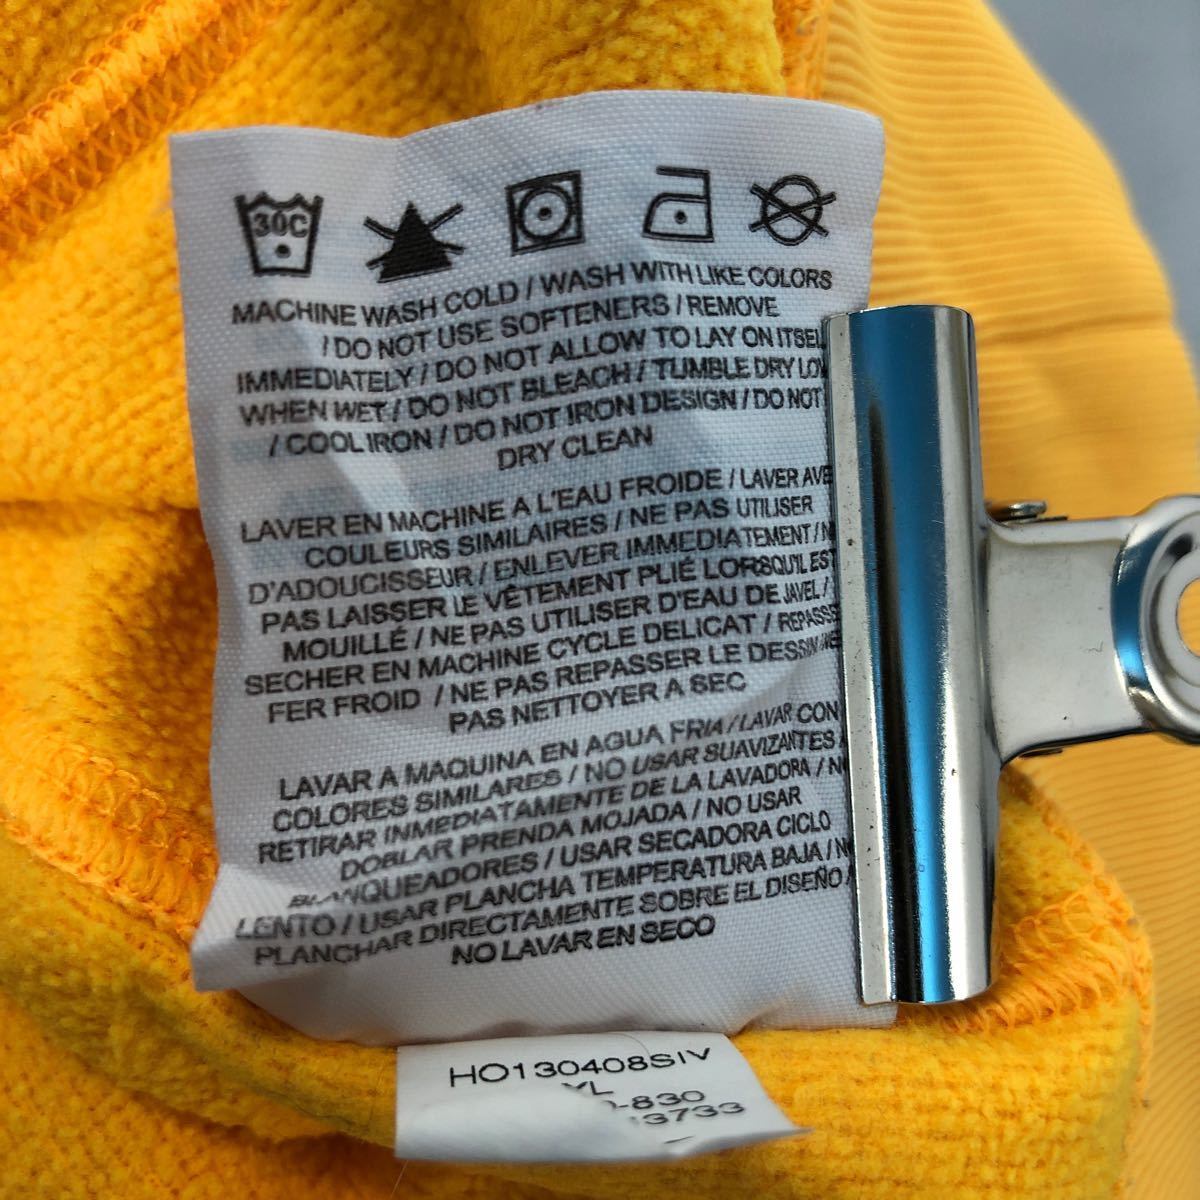 30C
MACHINE WASH COLD / WASH WITH LIKE COLORS
/ DO NOT USE SOFTENERS / REMOVE
IMMEDIATELY / DO NOT ALLOW TO LAY ON ITSEL
WHEN WET / DO NOT BLEACH / TUMBLE DRY LOW
/ COOL IRON / DO NOT IRON DESIGN / DO NOT
DRY CLEAN
LAVER EN MACHINE A L'EAU FROIDE / LAVER AVE
COULEURS SIMILAIRES / NE PAS UTILISER
D'ADOUCISSEUR / ENLEVER IMMEDIATEMENT / N
PAS LAISSER LE VÊTEMENT PLIÉ LORSQU'IL EST
MOUILLÉ / NE PAS UTILISER D'EAU DE JAVEL /
SECHER EN MACHINE CYCLE DELICAT / REPASSE
FER FROID / NE PAS REPASSER LE DESSIN / NE
PAS NETTOYER A SEC
LAVAR A MAQUINA EN AGUA FRIA / LAVAR CON
COLORES SIMILARES / NO USAR SUAVIZANTES /
RETIRAR INMEDIATAMENTE DE LA LAVADORA / N
DOBLAR PRENDA MOJADA / NO USAR
BLANQUEADORES / USAR SECADORA CICLO
LENTO / USAR PLANCHA TEMPERATURA BAJA / N
PLANCHAR DIRECTAMENTE SOBRE EL DISEÑO /
NO LAVAR EN SECO
HO130408SIV
XL
0-830
13733